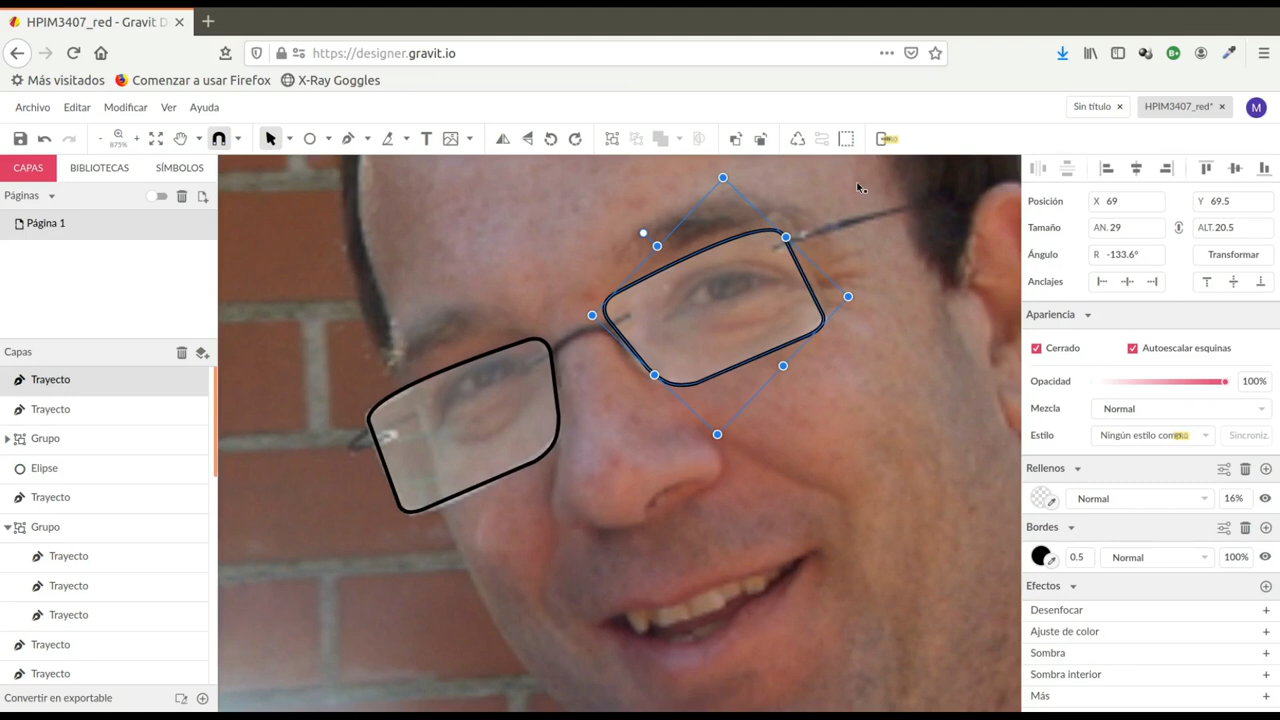 HPIM3407_red - Gravit D
https://designer.gravit.io
Más visitados Comenzar a usar Firefox X-Ray Goggles
Archivo Editar Modificar Ver Ayuda
Sin título HPIM3407_red* M
875%
CAPAS BIBLIOTECAS SÍMBOLOS
Páginas
Página 1
Capas
Trayecto
Trayecto
Grupo
Elipse
Trayecto
Grupo
Trayecto
Trayecto
Trayecto
Trayecto
Trayecto
Convertir en exportable
Posición X 69 Y 69.5
Tamaño AN. 29 ALT. 20.5
Ángulo R -133.6° Transformar
Anclajes
Apariencia
Cerrado Autoescalar esquinas
Opacidad 100%
Mezcla Normal
Estilo Ningún estilo Sincroniz.
Rellenos
Normal 16%
Bordes
0.5 Normal 100%
Efectos
Desenfocar
Ajuste de color
Sombra
Sombra interior
Más